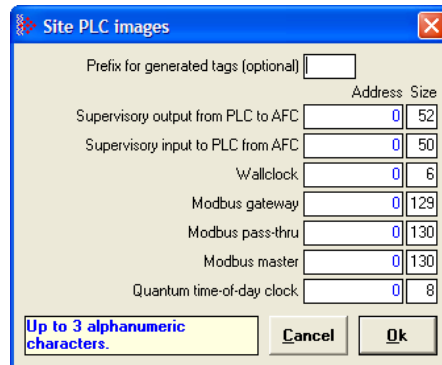 Site PLC images
Prefix for generated tags (optional)
Address Size
Supervisory output from PLC to AFC 0 52
Supervisory input to PLC from AFC 0 50
Wallclock 0 6
Modbus gateway 0 129
Modbus pass-thru 0 130
Modbus master 0 130
Quantum time-of-day clock 0 8
Up to 3 alphanumeric
characters.
Cancel Ok